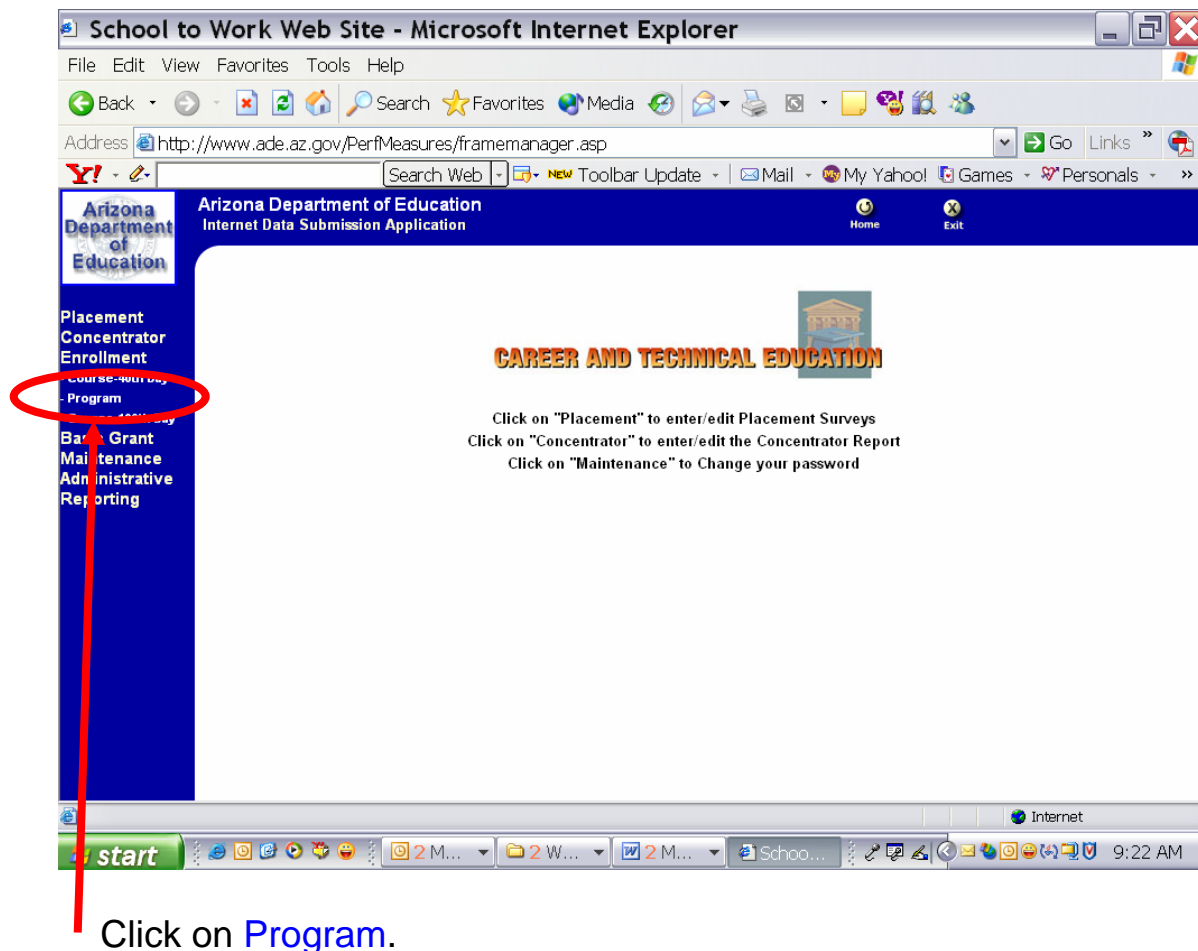 School to Work Web Site - Microsoft Internet Explorer
File Edit View Favorites Tools Help
Back Search Favorites Media
Address http://www.ade.az.gov/PerfMeasures/framemanager.asp Go Links »
Y! Search Web NEW Toolbar Update Mail My Yahoo! Games Personals »
Arizona Department of Education
Arizona Department of Education
Internet Data Submission Application
Home Exit
Placement
Concentrator
Enrollment
- Course-40th Day
- Program
Day
Basic Grant
Maintenance
Administrative
Reporting
CAREER AND TECHNICAL EDUCATION
Click on "Placement" to enter/edit Placement Surveys
Click on "Concentrator" to enter/edit the Concentrator Report
Click on "Maintenance" to Change your password
Internet
start 2 M... 2 W... 2 M... Schoo... 9:22 AM
Click on Program.